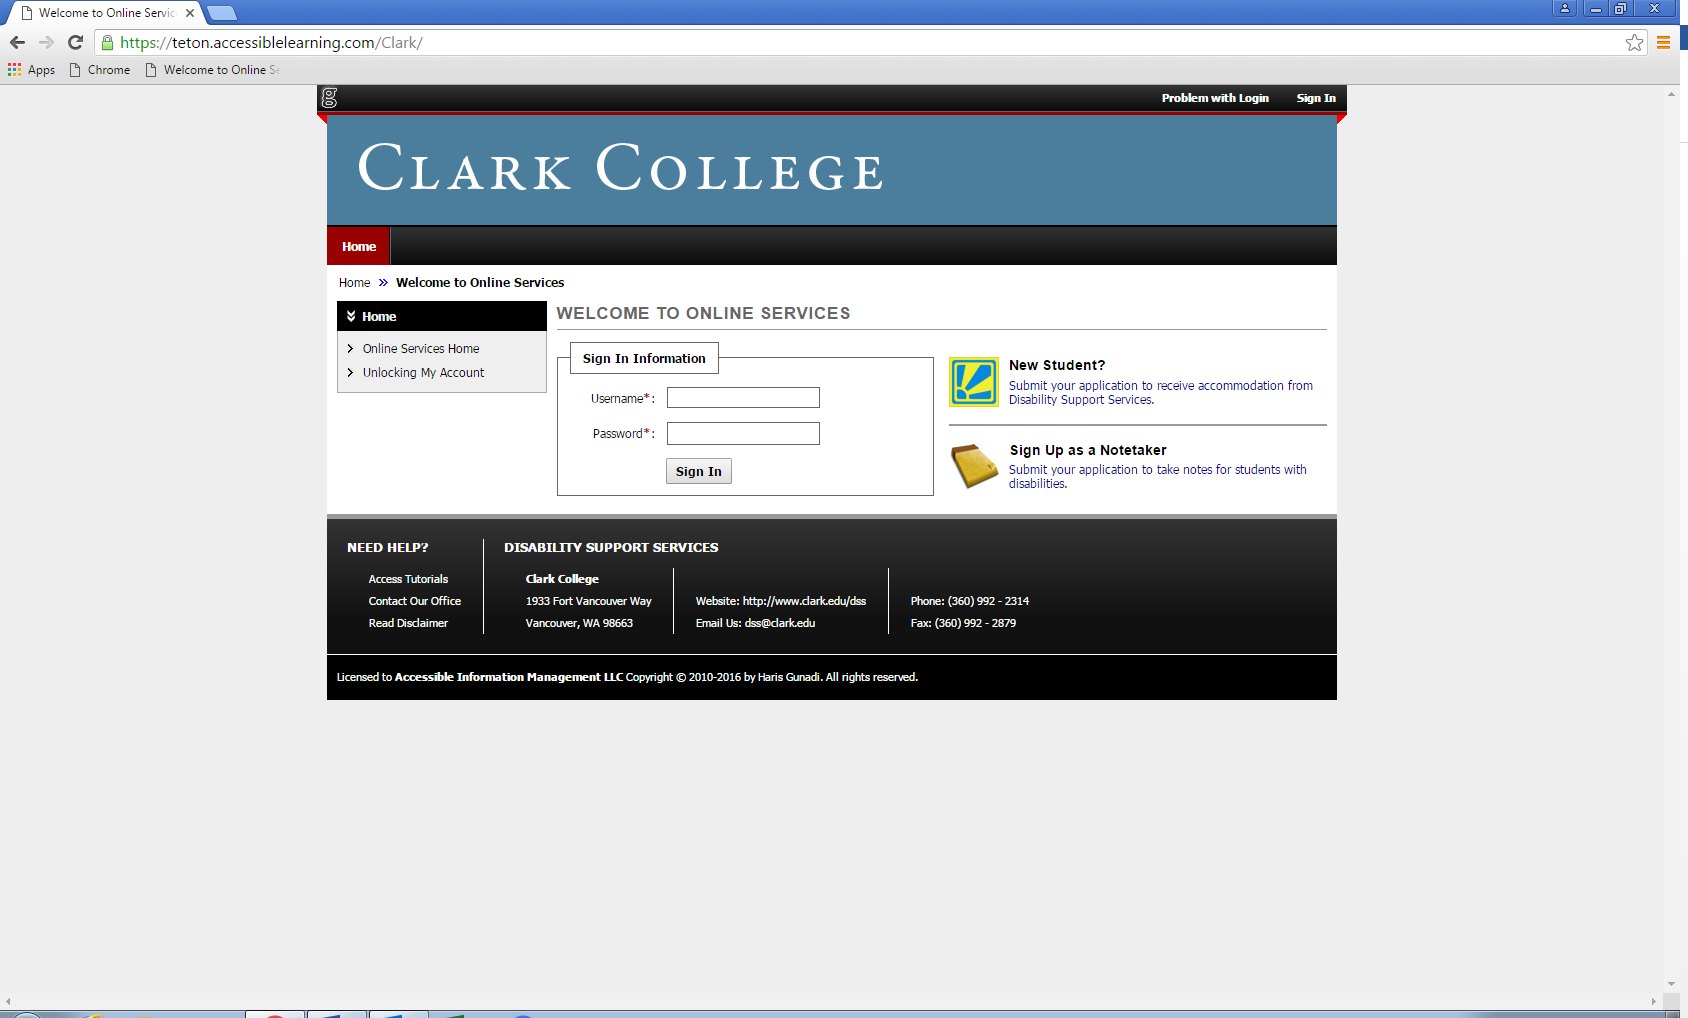 Welcome to Online Servic
https://teton.accessiblelearning.com/Clark/
Apps Chrome Welcome to Online Se
g Problem with Login Sign In
CLARK COLLEGE
Home
Home » Welcome to Online Services
Home
Online Services Home
Unlocking My Account
WELCOME TO ONLINE SERVICES
Sign In Information
Username*:
Password*:
Sign In
New Student?
Submit your application to receive accommodation from
Disability Support Services.
Sign Up as a Notetaker
Submit your application to take notes for students with
disabilities.
NEED HELP?
Access Tutorials
Contact Our Office
Read Disclaimer
DISABILITY SUPPORT SERVICES
Clark College
1933 Fort Vancouver Way
Vancouver, WA 98663
Website: http://www.clark.edu/dss
Email Us: dss@clark.edu
Phone: (360) 992 - 2314
Fax: (360) 992 - 2879
Licensed to Accessible Information Management LLC Copyright © 2010-2016 by Haris Gunadi. All rights reserved.